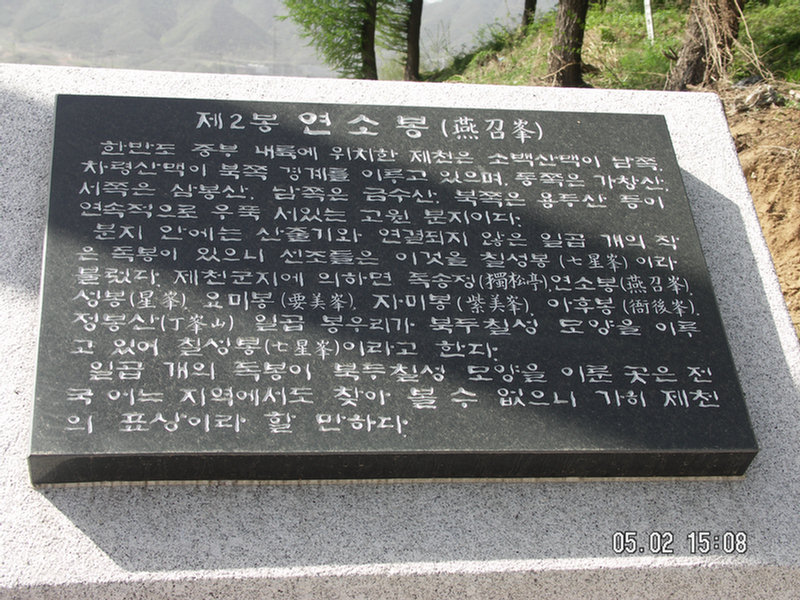 제2봉 연소봉(燕召峯)
한반도 중부 내륙에 위치한 제천은 소백산맥이 남쪽,
차령산맥이 북쪽 경계를 이루고 있으며, 동쪽은 가창산,
서쪽은 삼봉산, 남쪽은 금수산, 북쪽은 용두산 등이
연속적으로 우뚝 서있는 고원 분지이다.
분지 안에는 산줄기와 연결되지 않은 일곱 개의 작
은 독봉이 있으니 선조들은 이것을 칠성봉(七星峯)이라
불렀다. 제천군지에 의하면 독송정(獨松亭),연소봉(燕召峯),
성봉(星峯), 요미봉(要美峯), 자미봉(紫美峯), 아후봉(衙後峯),
정봉산(丁峯山) 일곱 봉우리가 북두칠성 모양을 이루
고 있어 칠성봉(七星峯)이라고 한다.
일곱 개의 독봉이 북두칠성 모양을 이룬 곳은 전
국 어느 지역에서도 찾아 볼 수 없으니 가히 제천
의 표상이라 할 만하다.
05.02 15:08